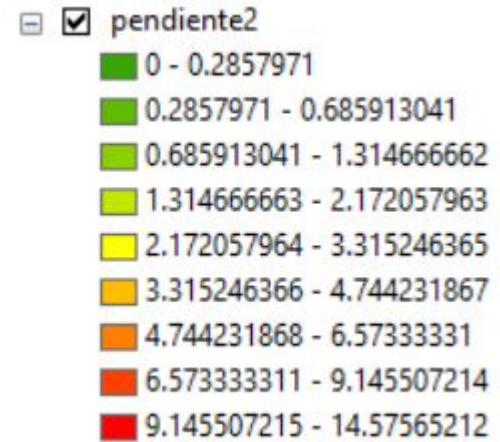 pendiente2
0 - 0.2857971
0.2857971 - 0.685913041
0.685913041 - 1.314666662
1.314666663 - 2.172057963
2.172057964 - 3.315246365
3.315246366 - 4.744231867
4.744231868 - 6.57333331
6.573333311 - 9.145507214
9.145507215 - 14.57565212